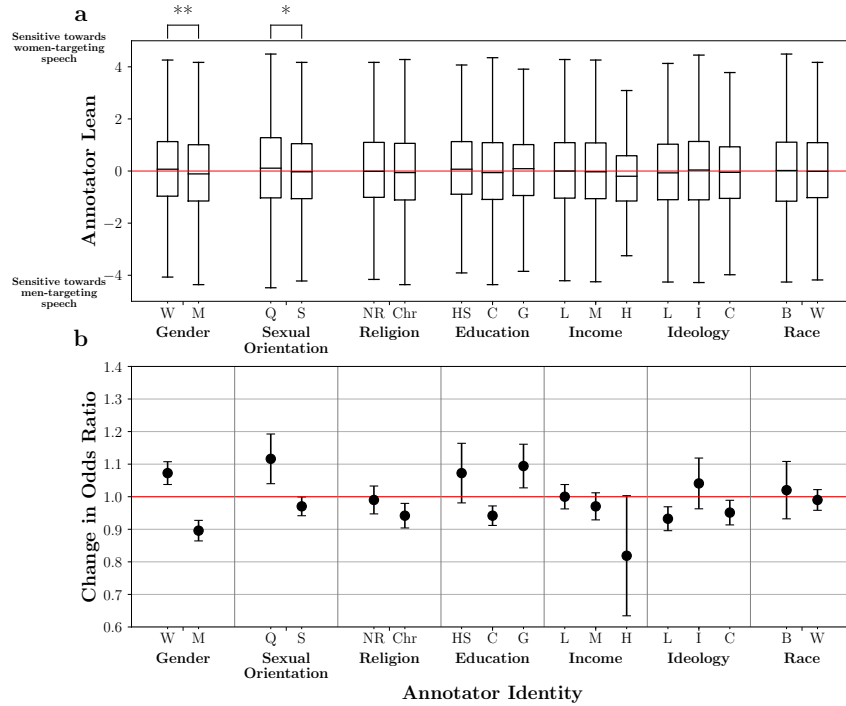 a
** *
Sensitive towards
women-targeting
speech
Annotator Lean
4
2
0
−2
−4
Sensitive towards
men-targeting
speech
W M Q S NR Chr HS C G L M H L I C B W
Gender Sexual Orientation Religion Education Income Ideology Race
b
Change in Odds Ratio
1.4
1.3
1.2
1.1
1.0
0.9
0.8
0.7
0.6
W M Q S NR Chr HS C G L M H L I C B W
Gender Sexual Orientation Religion Education Income Ideology Race
Annotator Identity